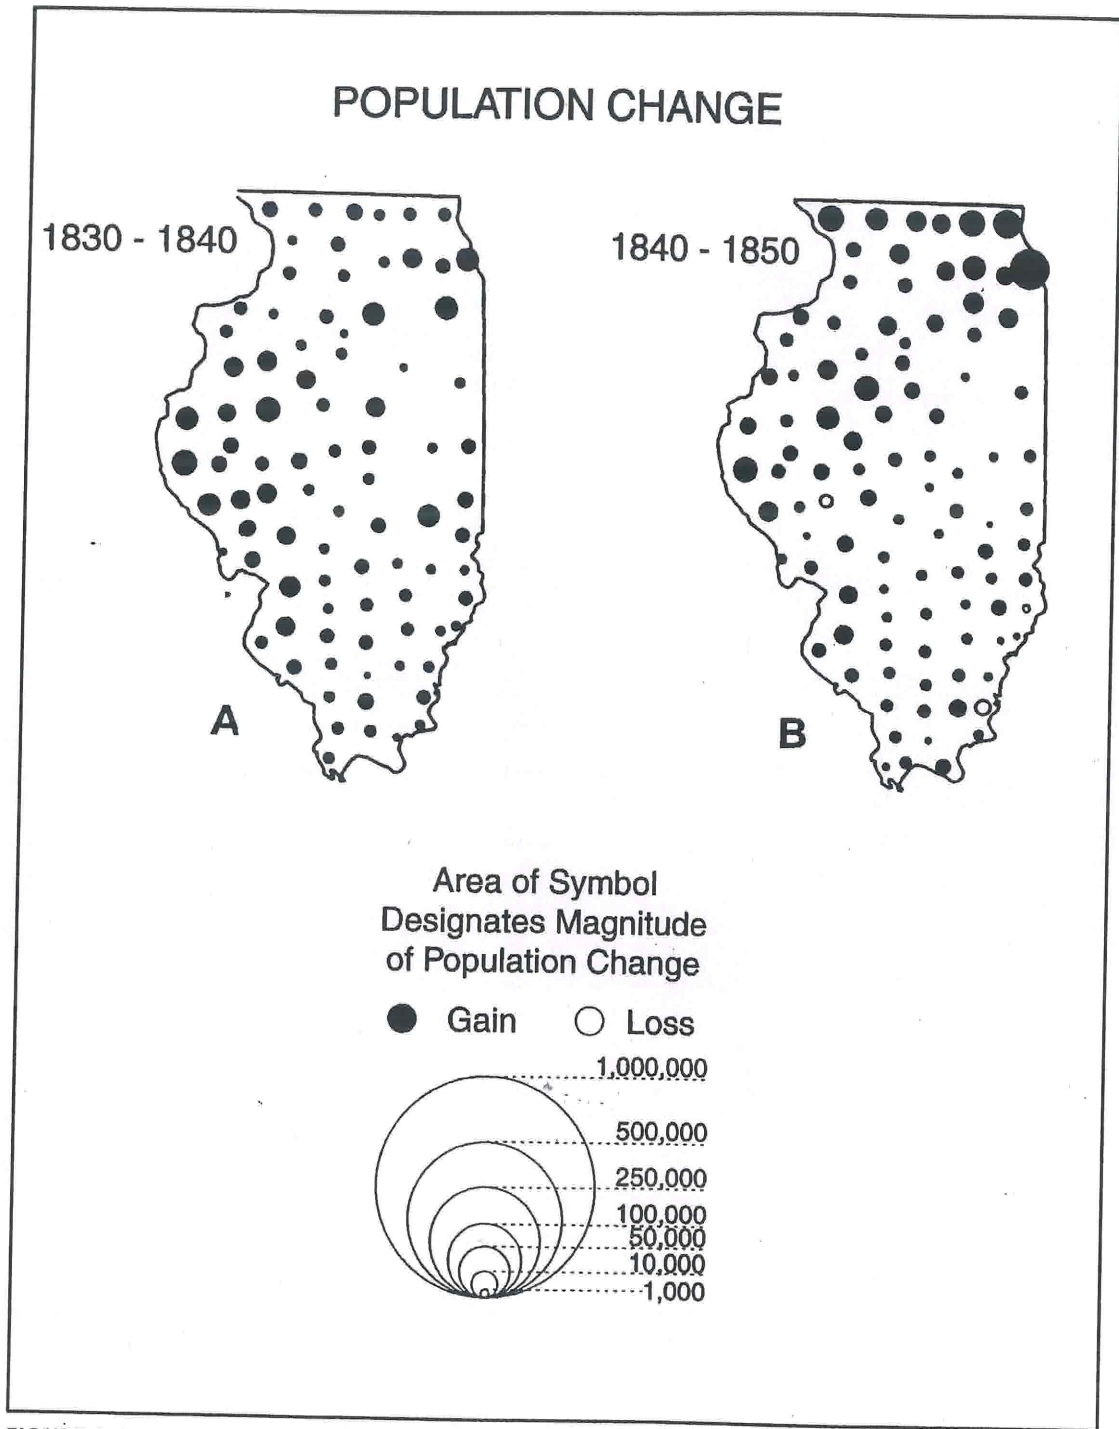 POPULATION CHANGE
1830 - 1840
1840 - 1850
A
B
Area of Symbol
Designates Magnitude
of Population Change
Gain
Loss
1,000,000
500,000
250,000
100,000
50,000
10,000
1,000